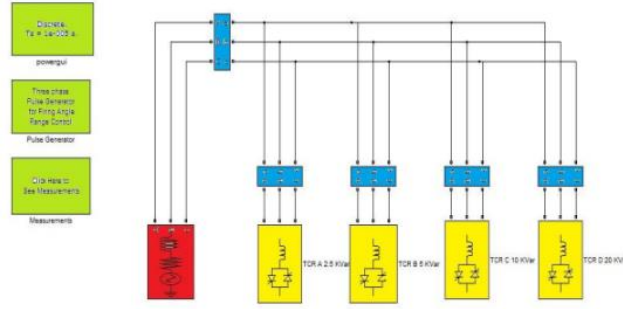 Discrete,
Ts = 1e-005 s.
powergui
Three phase
Pulse Generator
for Firing Angle
Range Control
Pulse Generator
Click Here to
See Measurements
Measurements
TCR A 2.5 KVar
TCR B 5 KVar
TCR C 10 KVar
TCR D 20 KV